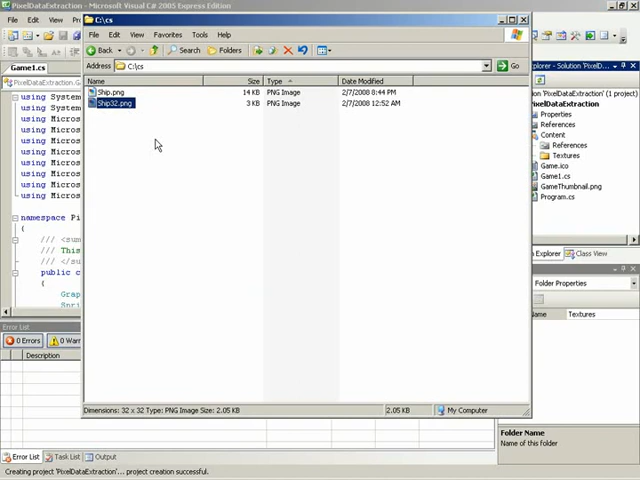 PixelDataExtraction - Microsoft Visual C# 2005 Express Edition
File Edit View
C:\cs
File Edit View Favorites Tools Help
Back Search Folders
Address C:\cs Go
Name Size Type Date Modified
Ship.png 14 KB PNG Image 2/7/2008 8:44 PM
Ship32.png 3 KB PNG Image 2/7/2008 12:52 AM
Dimensions: 32 x 32 Type: PNG Image Size: 2.05 KB 2.05 KB My Computer
Game1.cs
PixelDataExtraction.G
using System
using System
using System
using Micros
using Micros
using Micros
using Micros
using Micros
using Micros
using Micros
namespace Pi
{
/// <sum
/// This
/// </su
public c
{
Grap
Spri
Explorer - Solution 'PixelD
'PixelDataExtraction' (1 project)
DataExtraction
Properties
References
Content
References
Textures
Game.ico
Game1.cs
GameThumbnail.png
Program.cs
Explorer Class View
Folder Properties
Name Textures
Folder Name
Name of this folder
Error List
0 Errors 0 Warn
Description
Error List Task List Output
Creating project 'PixelDataExtraction'... project creation successful.